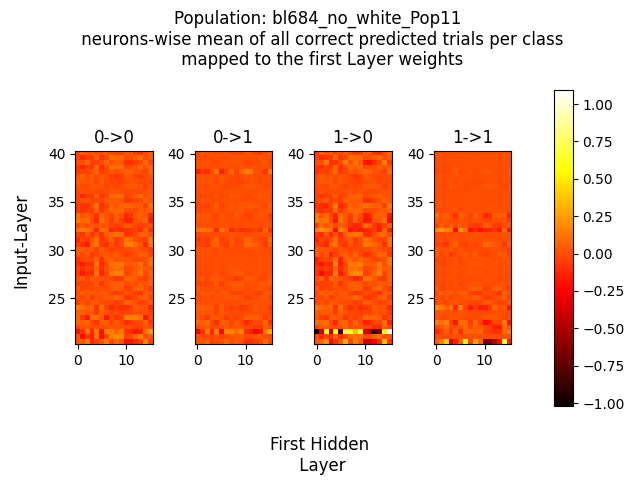 Population: bl684_no_white_Pop11
neurons-wise mean of all correct predicted trials per class
mapped to the first Layer weights
0->0 0->1 1->0 1->1
40 40 40 40
35 35 35 35
30 30 30 30
25 25 25 25
0 10 0 10 0 10 0 10
Input-Layer
First Hidden
Layer
1.00
0.75
0.50
0.25
0.00
−0.25
−0.50
−0.75
−1.00